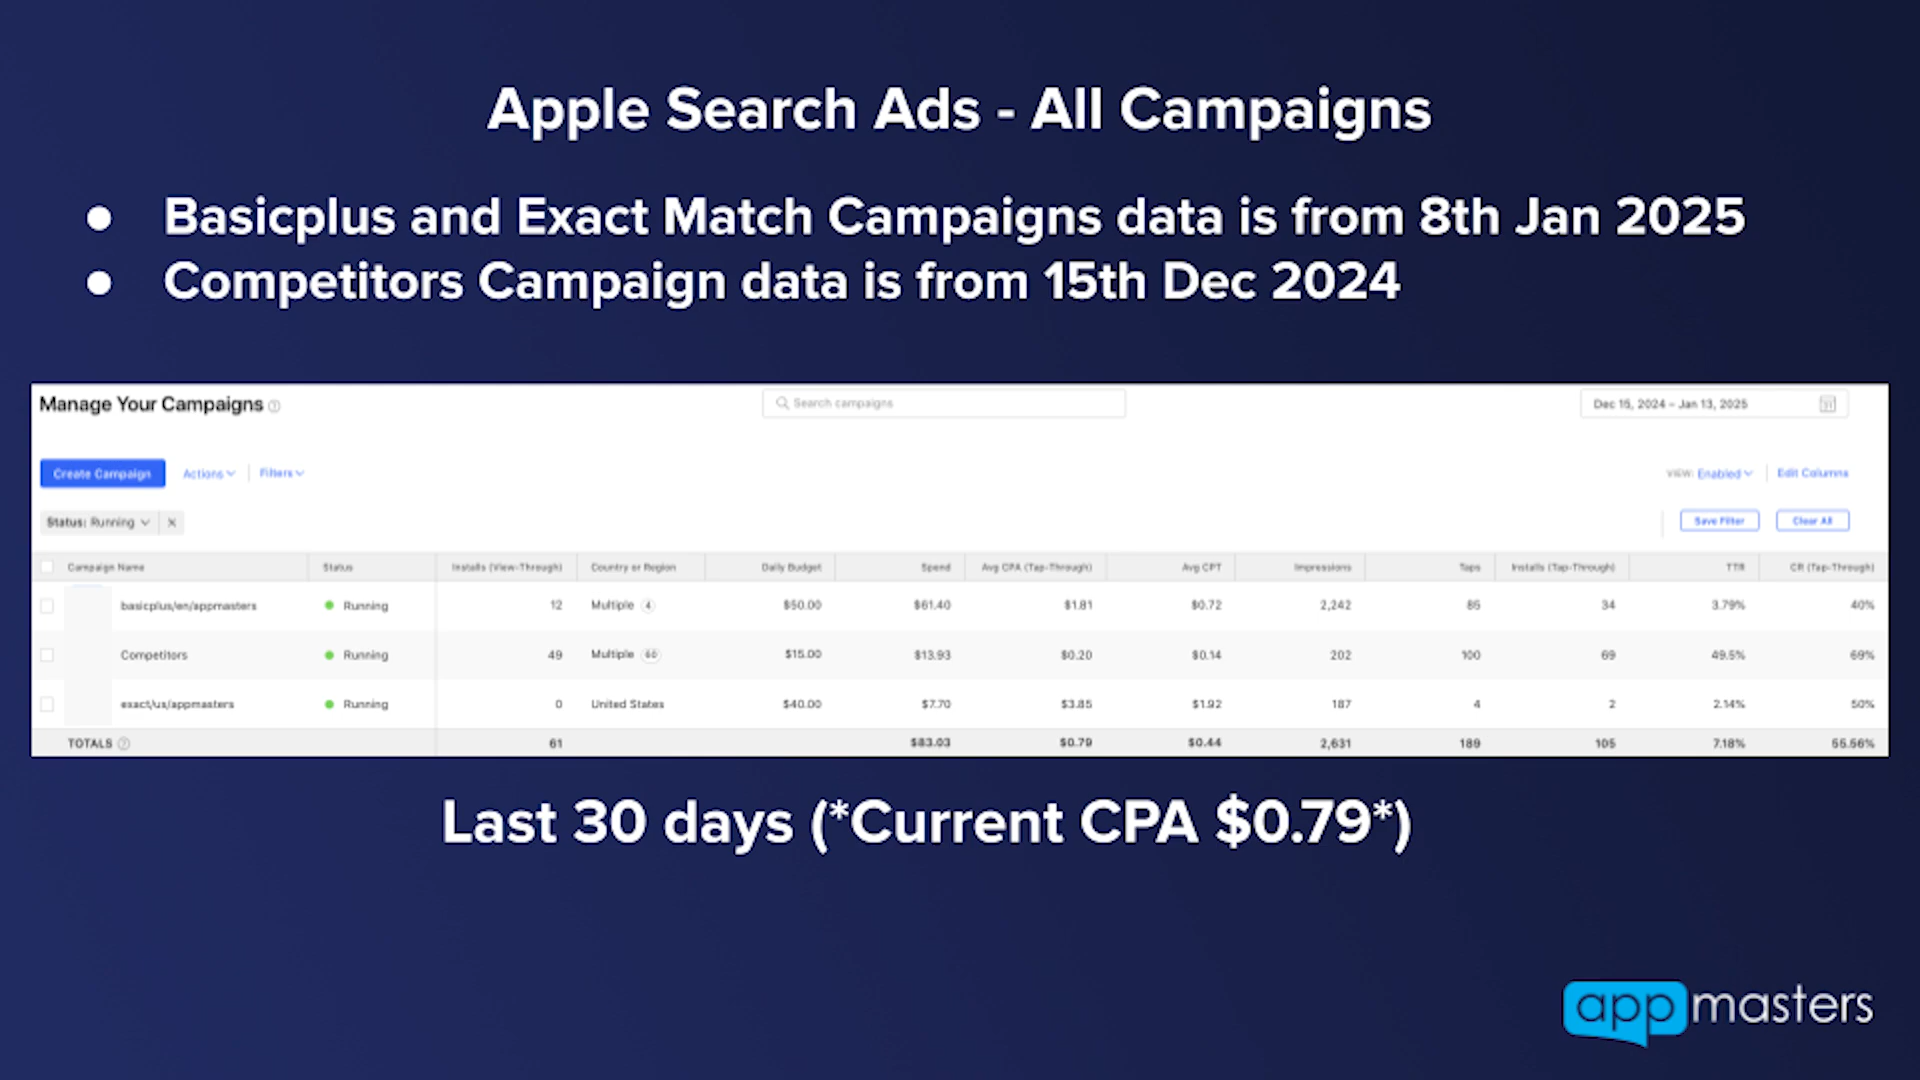 Apple Search Ads - All Campaigns
● Basicplus and Exact Match Campaigns data is from 8th Jan 2025
● Competitors Campaign data is from 15th Dec 2024
Manage Your Campaigns ? Search campaigns Dec 15, 2024 – Jan 13, 2025
Create Campaign Actions Filters VIEW: Enabled Edit Columns
Status: Running × Save Filter Clear All
Campaign Name Status Installs (View-Through) Country or Region Daily Budget Spend Avg CPA (Tap-Through) Avg CPT Impressions Taps Installs (Tap-Through) TTR CR (Tap-Through)
basicplus/en/appmasters Running 12 Multiple 4 $50.00 $61.40 $1.81 $0.72 2,242 85 34 3.79% 40%
Competitors Running 49 Multiple 60 $15.00 $13.93 $0.20 $0.14 202 100 69 49.5% 69%
exact/us/appmasters Running 0 United States $40.00 $7.70 $3.85 $1.92 187 4 2 2.14% 50%
TOTALS ? 61 $83.03 $0.79 $0.44 2,631 189 105 7.18% 55.56%
Last 30 days (*Current CPA $0.79*)
app masters